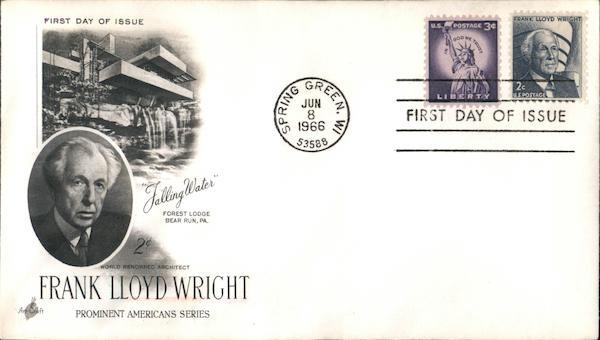 FIRST DAY OF ISSUE
"Falling Water"
FOREST LODGE
BEAR RUN, PA.
2¢
WORLD RENOWNED ARCHITECT
FRANK LLOYD WRIGHT
PROMINENT AMERICANS SERIES
Art Craft
SPRING GREEN, WI
JUN
8
1966
53588
U.S. POSTAGE 3¢
IN GOD WE TRUST
LIBERTY
FRANK LLOYD WRIGHT
2¢
U.S. POSTAGE
FIRST DAY OF ISSUE